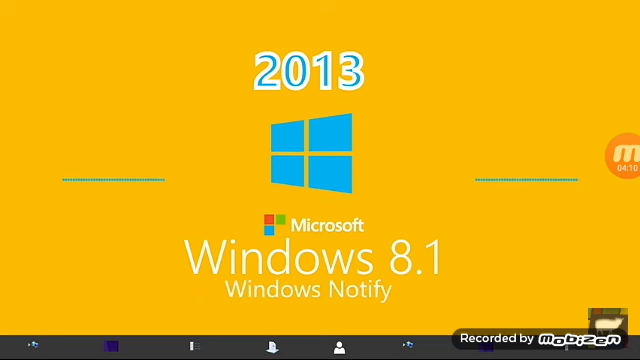 2013
Microsoft
Windows 8.1
Windows Notify
04:10
Recorded by mobizen